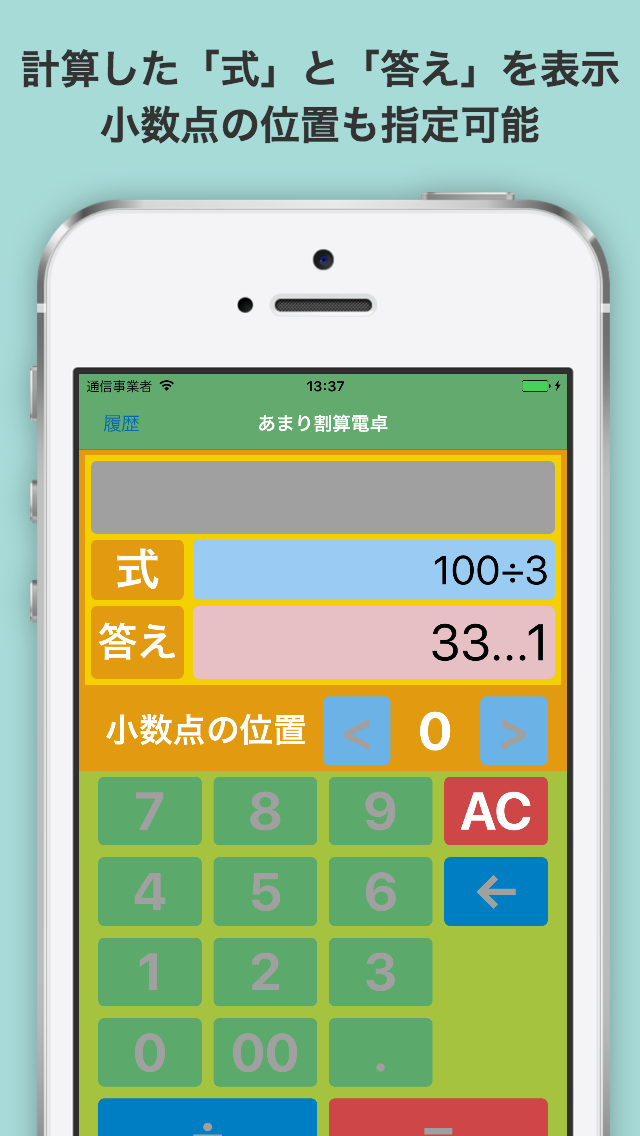 計算した「式」と「答え」を表示
小数点の位置も指定可能
通信事業者 13:37
履歴 あまり割算電卓
式 100÷3
答え 33...1
小数点の位置 < 0 >
7 8 9 AC
4 5 6 ←
1 2 3
0 00 .
÷ =